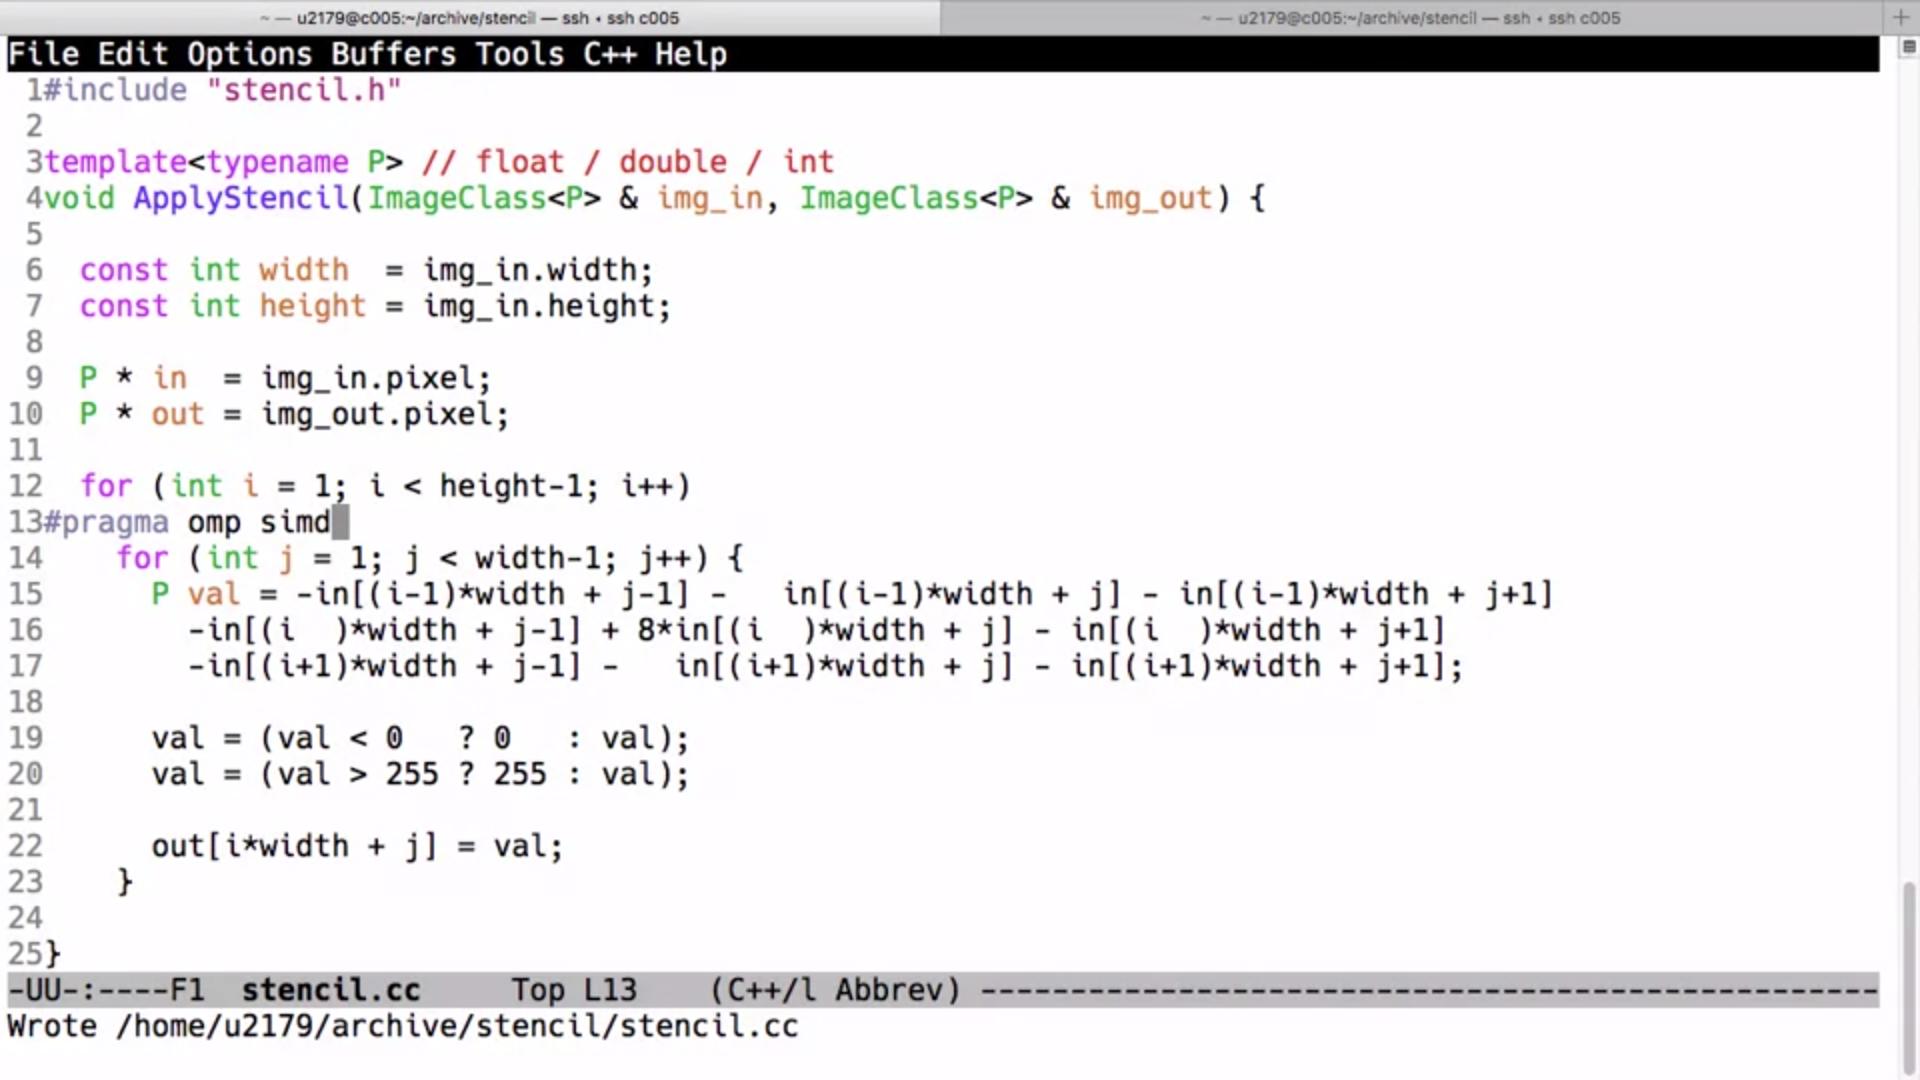 ~ — u2179@c005:~/archive/stencil — ssh ‹ ssh c005
~ — u2179@c005:~/archive/stencil — ssh ‹ ssh c005
File Edit Options Buffers Tools C++ Help
1#include "stencil.h"
2
3template<typename P> // float / double / int
4void ApplyStencil(ImageClass<P> & img_in, ImageClass<P> & img_out) {
5
6  const int width  = img_in.width;
7  const int height = img_in.height;
8
9  P * in  = img_in.pixel;
10  P * out = img_out.pixel;
11
12  for (int i = 1; i < height-1; i++)
13#pragma omp simd
14    for (int j = 1; j < width-1; j++) {
15      P val = -in[(i-1)*width + j-1] -   in[(i-1)*width + j] - in[(i-1)*width + j+1]
16        -in[(i  )*width + j-1] + 8*in[(i  )*width + j] - in[(i  )*width + j+1]
17        -in[(i+1)*width + j-1] -   in[(i+1)*width + j] - in[(i+1)*width + j+1];
18
19      val = (val < 0   ? 0   : val);
20      val = (val > 255 ? 255 : val);
21
22      out[i*width + j] = val;
23    }
24
25}
-UU-:----F1  stencil.cc     Top L13    (C++/l Abbrev) --------------------------------------------------
Wrote /home/u2179/archive/stencil/stencil.cc